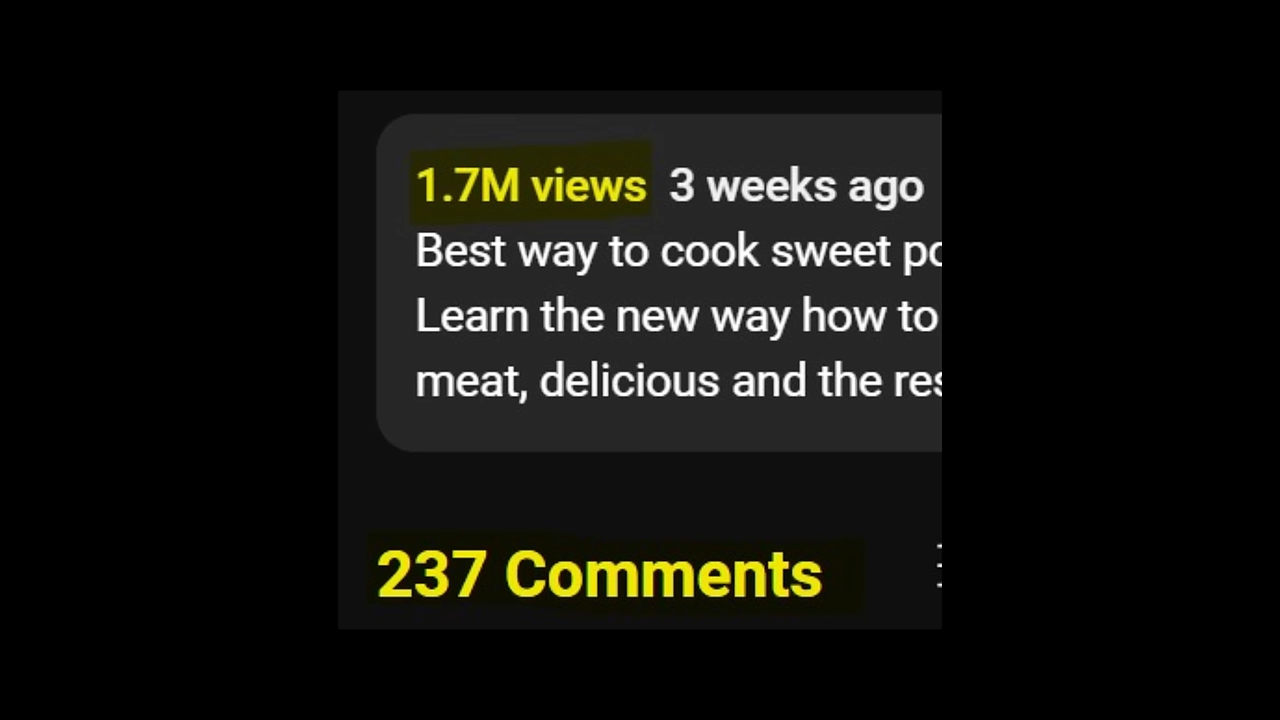 1.7M views 3 weeks ago
Best way to cook sweet
Learn the new way how to
meat, delicious and the
237 Comments